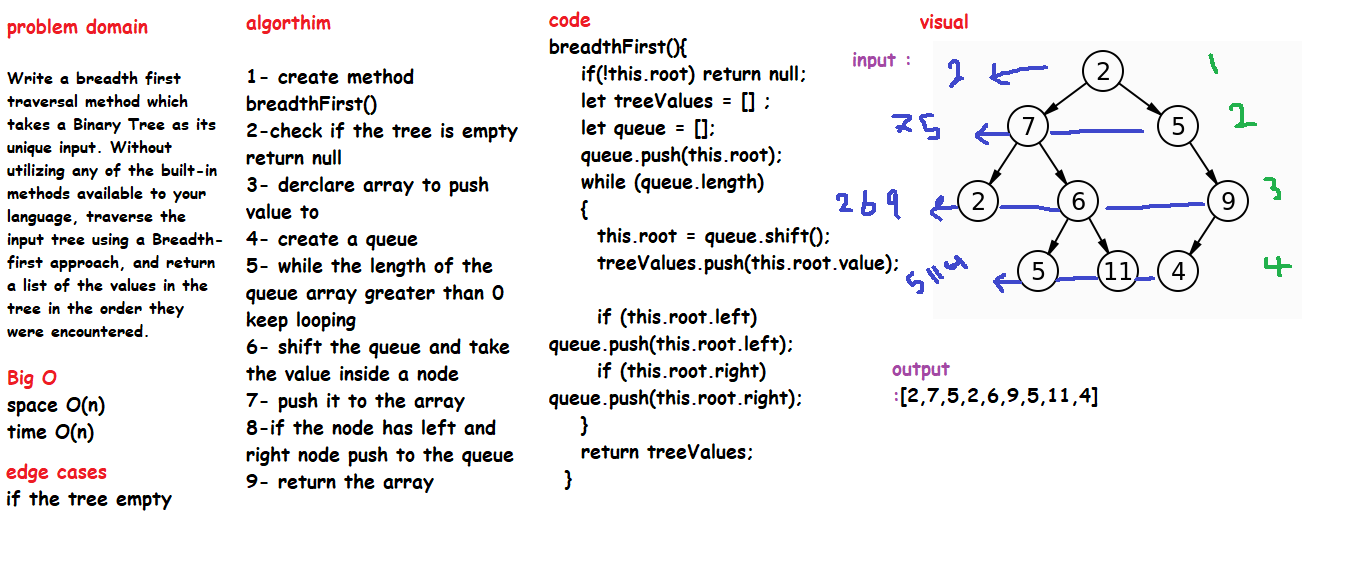 problem domain
Write a breadth first
traversal method which
takes a Binary Tree as its
unique input. Without
utilizing any of the built-in
methods available to your
language, traverse the
input tree using a Breadth-
first approach, and return
a list of the values in the
tree in the order they
were encountered.
Big O
space O(n)
time O(n)
edge cases
if the tree empty
algorthim
1- create method
breadthFirst()
2-check if the tree is empty
return null
3- derclare array to push
value to
4- create a queue
5- while the length of the
queue array greater than 0
keep looping
6- shift the queue and take
the value inside a node
7- push it to the array
8-if the node has left and
right node push to the queue
9- return the array
code
breadthFirst(){
if(!this.root) return null;
let treeValues = [] ;
let queue = [];
queue.push(this.root);
while (queue.length)
{
this.root = queue.shift();
treeValues.push(this.root.value);
if (this.root.left)
queue.push(this.root.left);
if (this.root.right)
queue.push(this.root.right);
}
return treeValues;
}
visual
input :
2 2 1
75 7 5 2
269 2 6 9 3
5114 5 11 4 4
output
:[2,7,5,2,6,9,5,11,4]